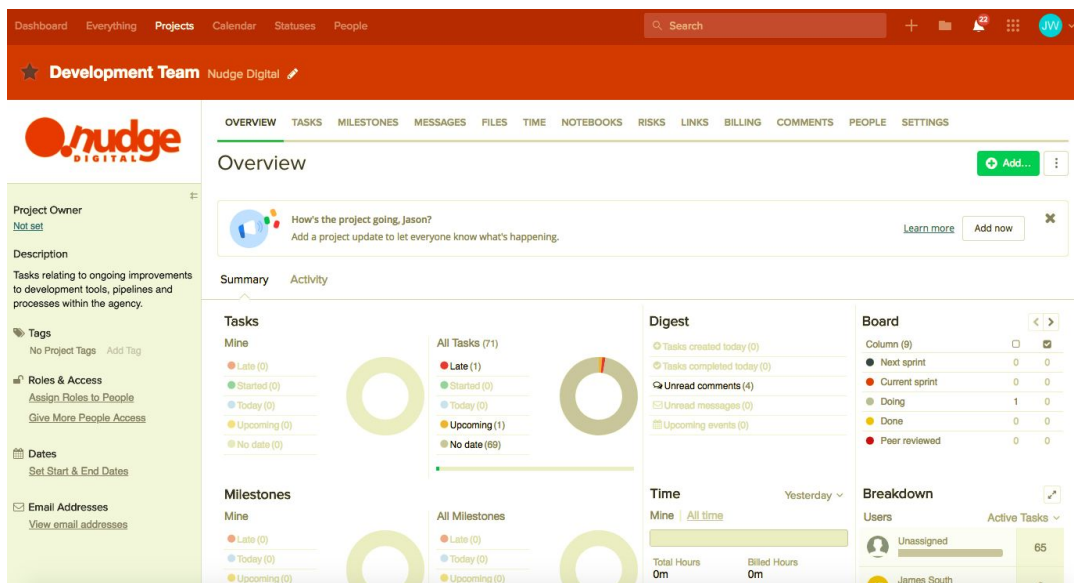 Dashboard Everything Projects Calendar Statuses People Search 22 JW
Development Team Nudge Digital
nudge
DIGITAL
OVERVIEW TASKS MILESTONES MESSAGES FILES TIME NOTEBOOKS RISKS LINKS BILLING COMMENTS PEOPLE SETTINGS
Overview
Add...
Project Owner
Not set
Description
Tasks relating to ongoing improvements
to development tools, pipelines and
processes within the agency.
Tags
No Project Tags Add Tag
Roles & Access
Assign Roles to People
Give More People Access
Dates
Set Start & End Dates
Email Addresses
View email addresses
How's the project going, Jason?
Add a project update to let everyone know what's happening.
Learn more Add now
Summary Activity
Tasks
Mine
Late (0)
Started (0)
Today (0)
Upcoming (0)
No date (0)
All Tasks (71)
Late (1)
Started (0)
Today (0)
Upcoming (1)
No date (69)
Digest
Tasks created today (0)
Tasks completed today (0)
Unread comments (4)
Unread messages (0)
Upcoming events (0)
Board
Column (9)
Next sprint 0 0
Current sprint 0 0
Doing 1 0
Done 0 0
Peer reviewed 0 0
Milestones
Mine
Late (0)
Today (0)
Upcoming (0)
All Milestones
Late (0)
Today (0)
Upcoming (0)
Time Yesterday
Mine All time
Total Hours Billed Hours
0m 0m
Breakdown
Users Active Tasks
Unassigned 65
James South